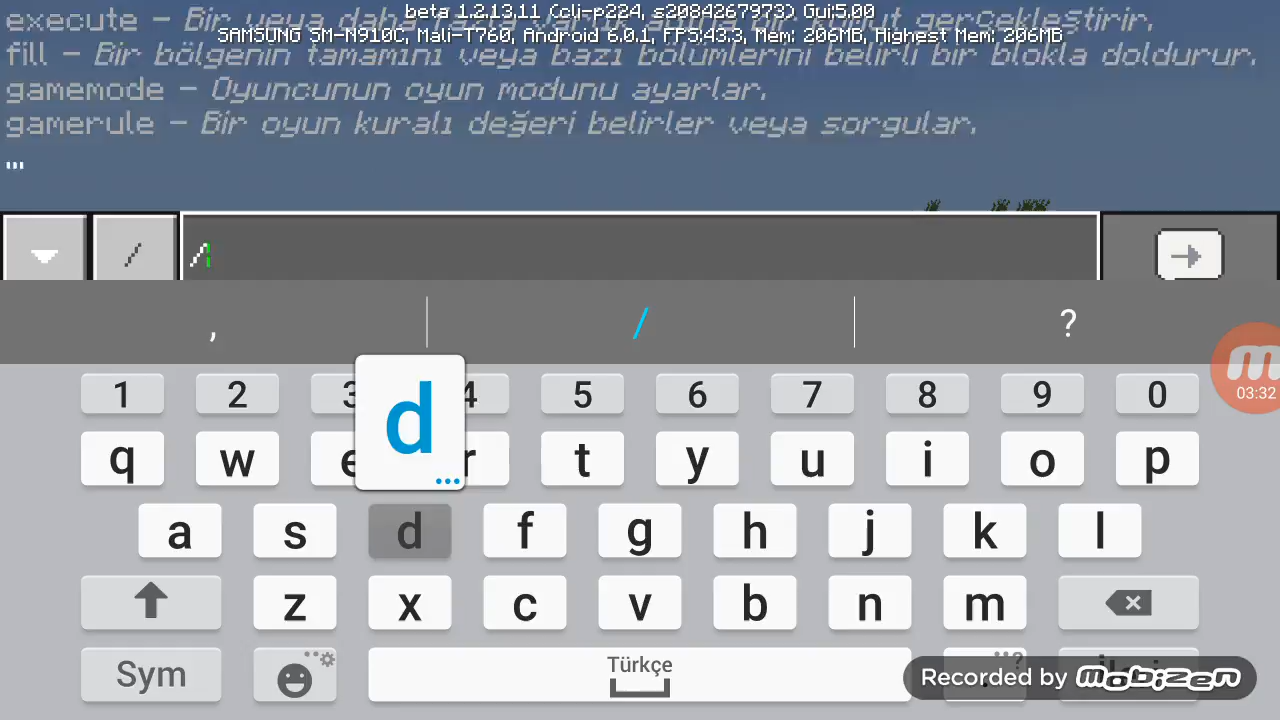 beta 1.2.13.11 (cli-p224, s2084267973) Gui:5.00
execute – Bir veya daha gerçekleştirir.
SAMSUNG SM-N910C, Mali-T760, Android 6.0.1, FPS:43.3, Mem: 206MB, Highest Mem: 206MB
fill – Bir bölgenin tamamını veya bazı bölümlerini belirli bir blokla doldurur.
gamemode – Oyuncunun oyun modunu ayarlar.
gamerule – Bir oyun kuralı değeri belirler veya sorgular.
...
/ /
, / ?
03:32
1 2 3 4 5 6 7 8 9 0
d
q w e r t y u i o p
a s d f g h j k l
z x c v b n m
Sym Türkçe
Recorded by mobizen